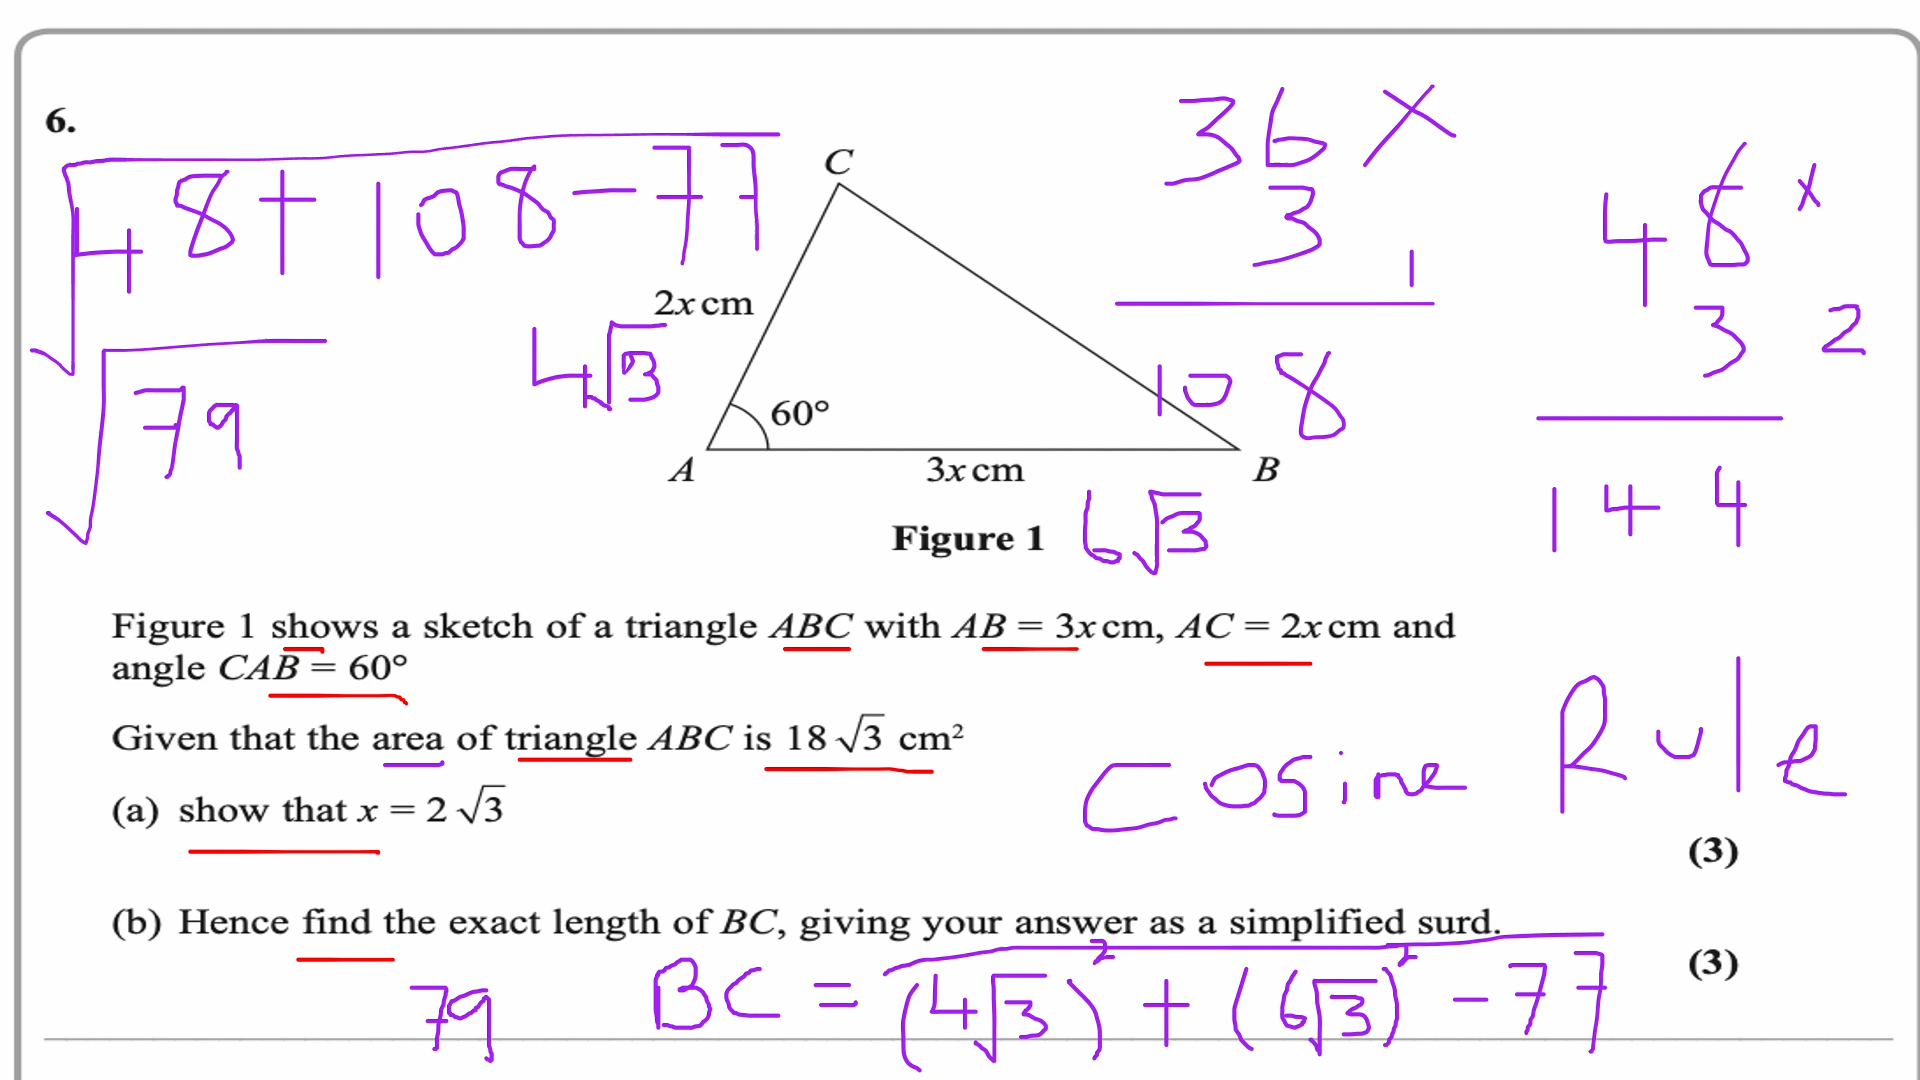 6.
√48+108-77
√79
C
2x cm
4√3
60°
A
3x cm
B
6√3
Figure 1
36 ×
3
1
108
48 ×
3 2
144
Figure 1 shows a sketch of a triangle ABC with AB = 3x cm, AC = 2x cm and
angle CAB = 60°
Given that the area of triangle ABC is 18√3 cm²
(a) show that x = 2√3
Cosine Rule
(3)
(b) Hence find the exact length of BC, giving your answer as a simplified surd.
(3)
79
BC = √(4√3)² + (6√3)² - 77